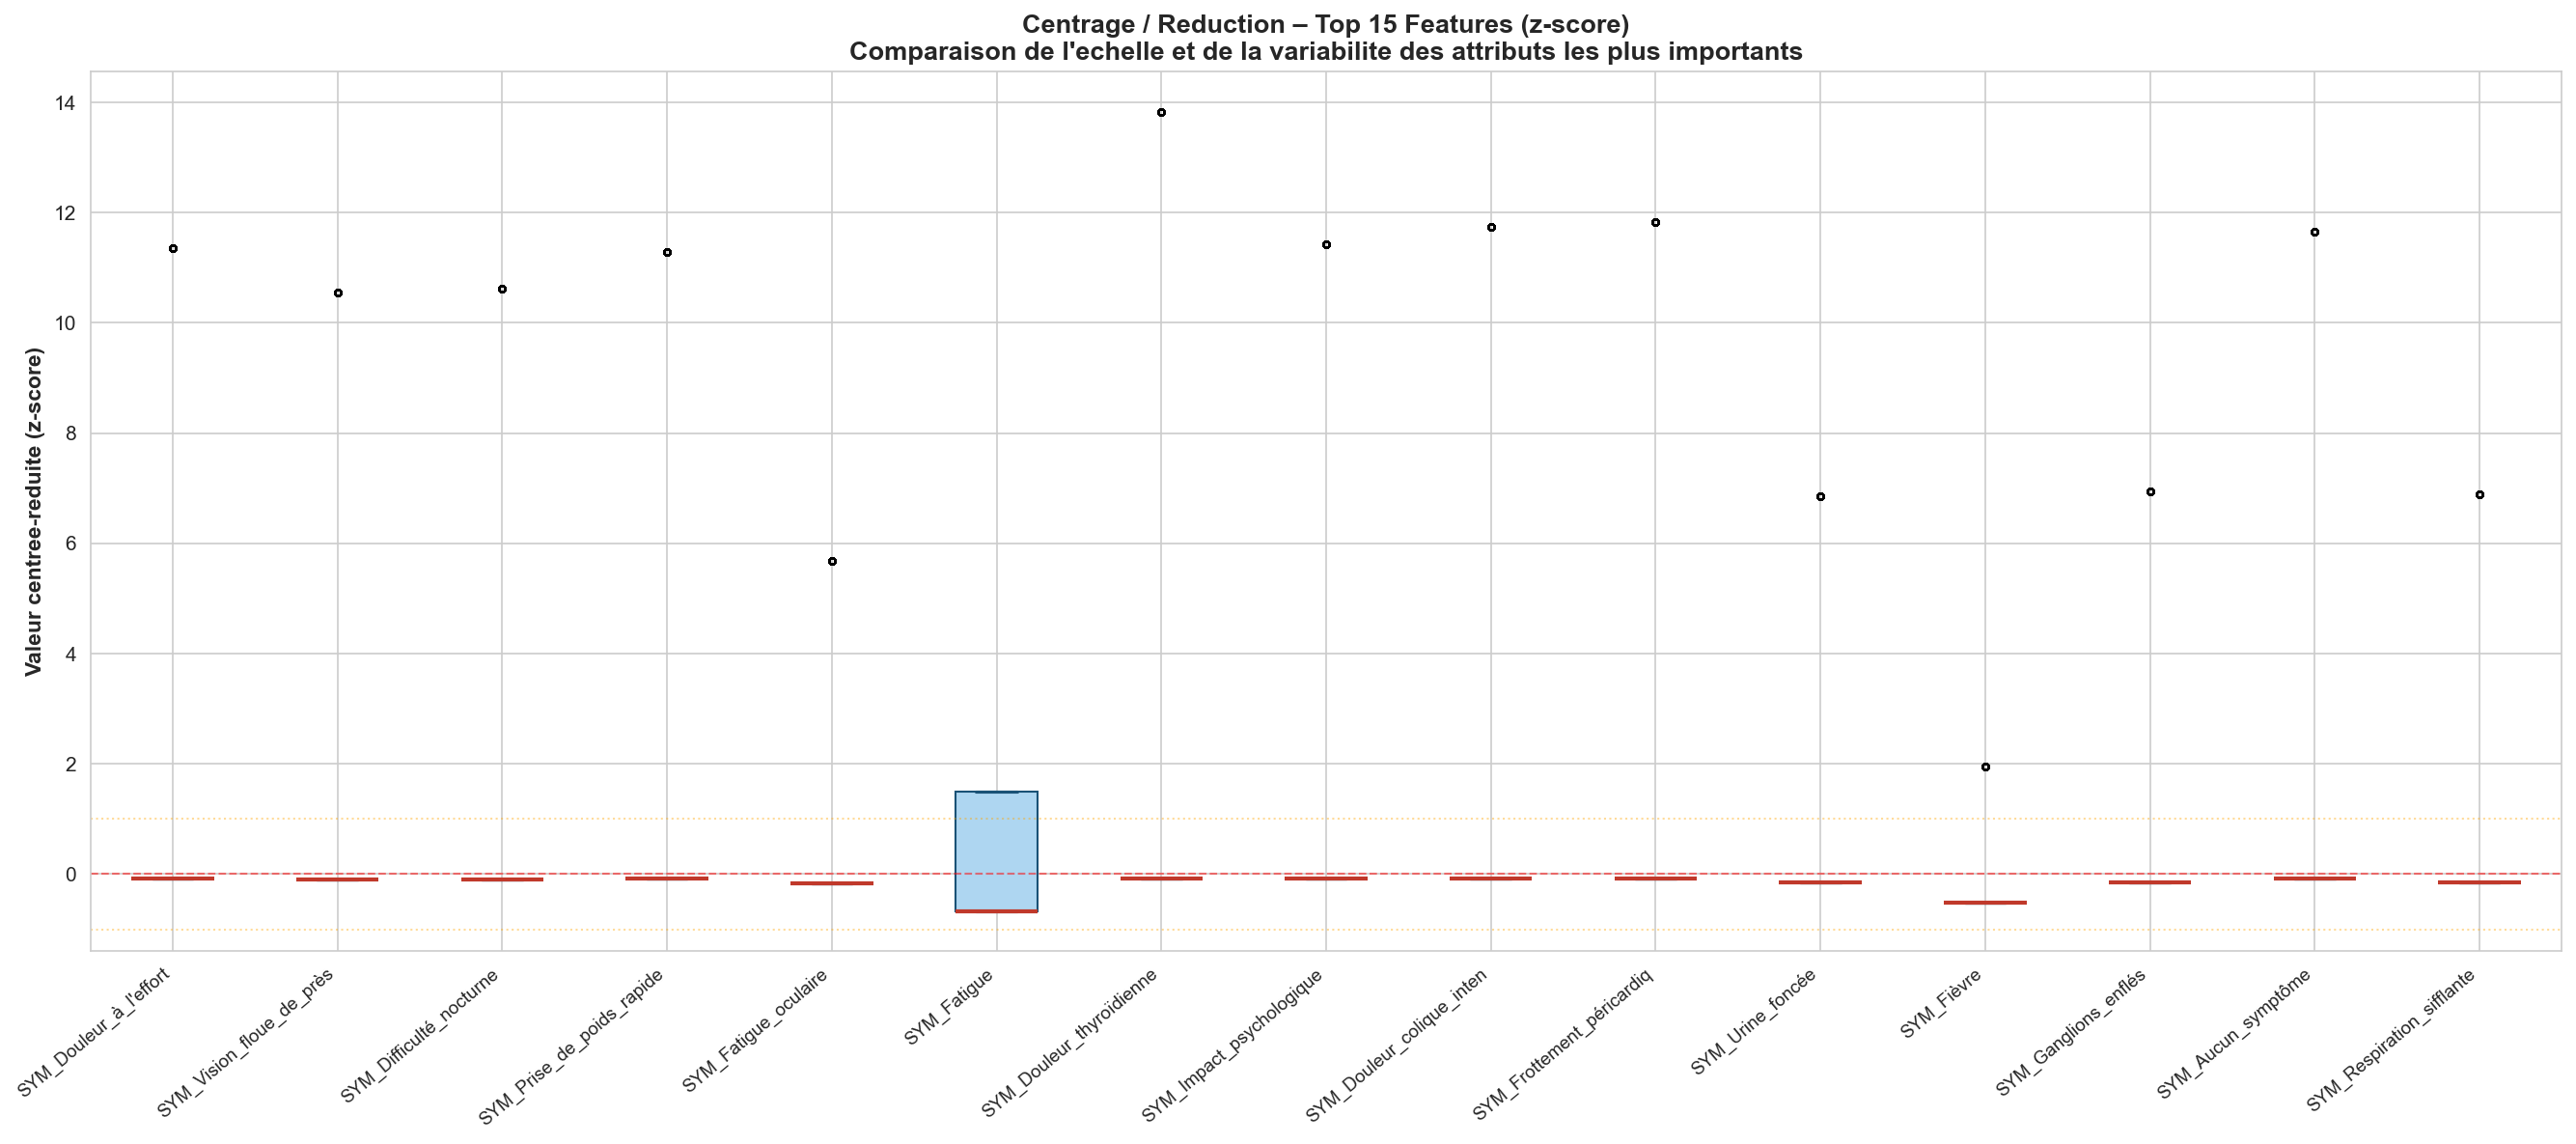 Centrage / Reduction – Top 15 Features (z-score)
Comparaison de l'echelle et de la variabilite des attributs les plus importants
Valeur centree-reduite (z-score)
14
12
10
8
6
4
2
0
SYM_Douleur_à_l'effort
SYM_Vision_floue_de_près
SYM_Difficulté_nocturne
SYM_Prise_de_poids_rapide
SYM_Fatigue_oculaire
SYM_Fatigue
SYM_Douleur_thyroïdienne
SYM_Impact_psychologique
SYM_Douleur_colique_inten
SYM_Frottement_péricardiq
SYM_Urine_foncée
SYM_Fièvre
SYM_Ganglions_enflés
SYM_Aucun_symptôme
SYM_Respiration_sifflante